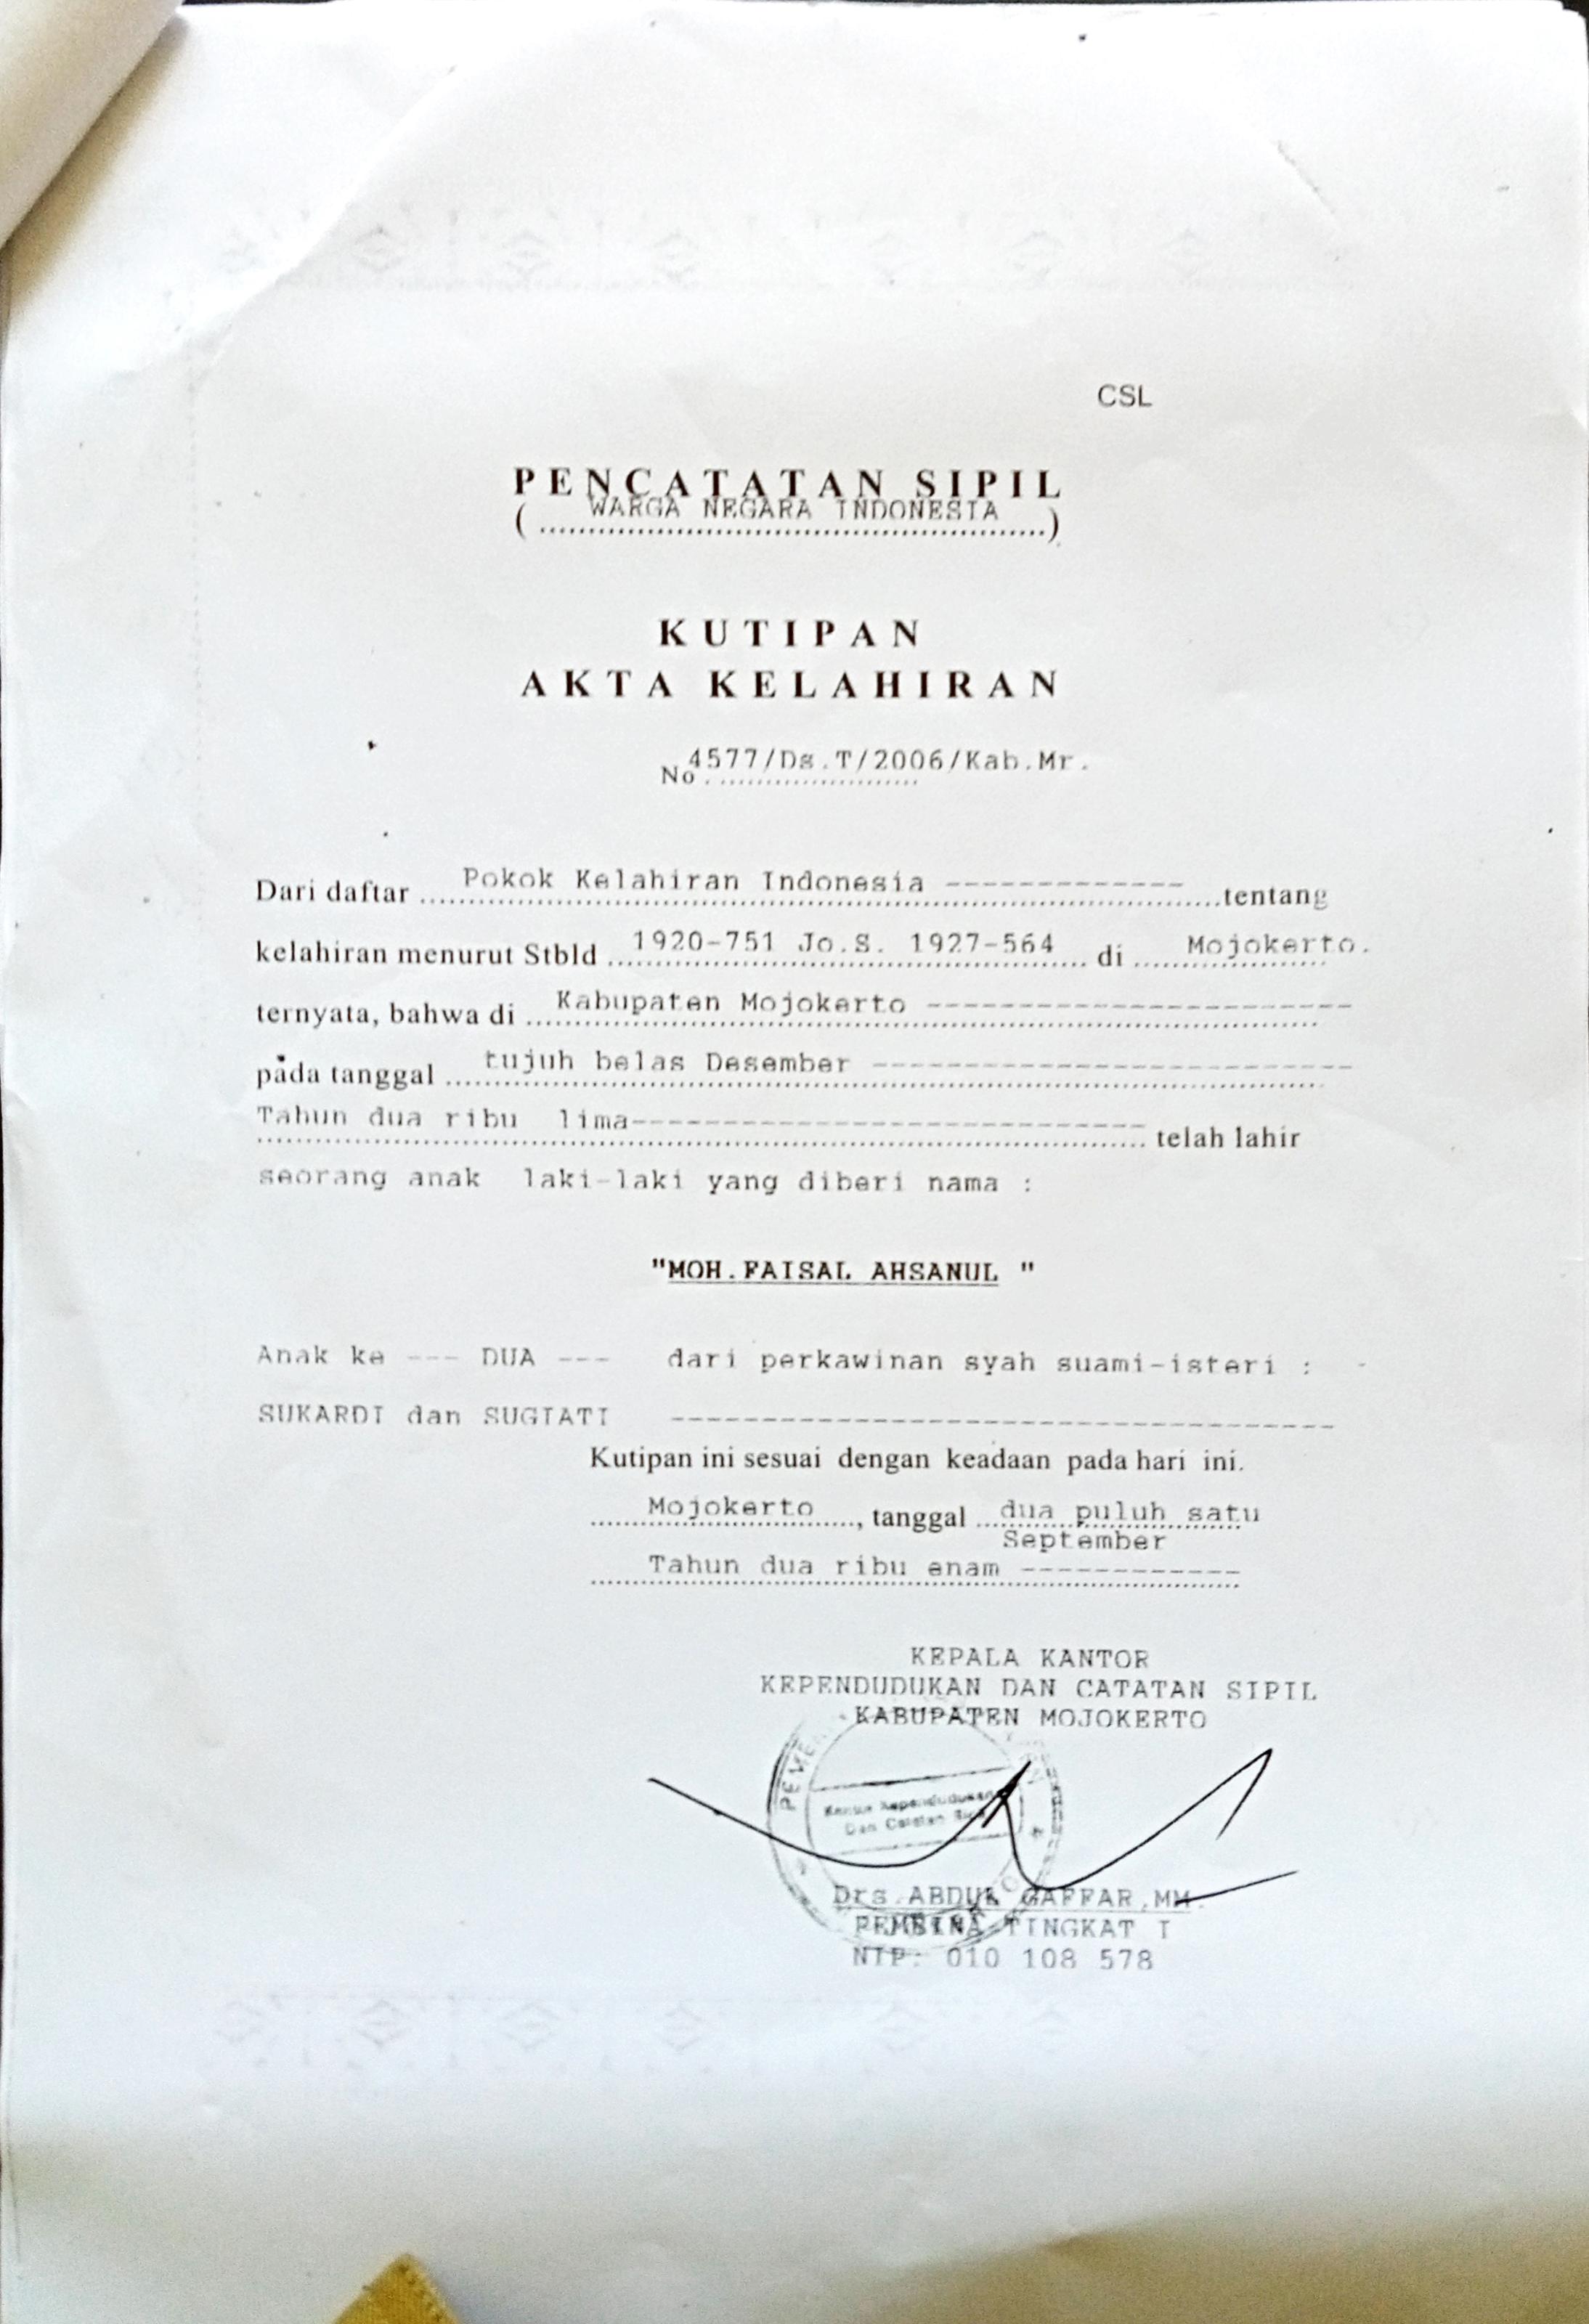 CSL
PENCATATAN SIPIL
( WARGA NEGARA INDONESIA )
KUTIPAN
AKTA KELAHIRAN
No. 4577/Ds.T/2006/Kab.Mr.
Dari daftar Pokok Kelahiran Indonesia ------------- tentang
kelahiran menurut Stbld 1920-751 Jo.S. 1927-564 di Mojokerto.
ternyata, bahwa di Kabupaten Mojokerto -----------------------
pada tanggal tujuh belas Desember --------------------------
Tahun dua ribu lima---------------------------- telah lahir
seorang anak laki-laki yang diberi nama :
"MOH.FAISAL AHSANUL "
Anak ke --- DUA --- dari perkawinan syah suami-isteri :
SUKARDI dan SUGIATI ------------------------------------
Kutipan ini sesuai dengan keadaan pada hari ini.
Mojokerto, tanggal dua puluh satu
September
Tahun dua ribu enam ------------
KEPALA KANTOR
KEPENDUDUKAN DAN CATATAN SIPIL
KABUPATEN MOJOKERTO
Kantor Kependudukan
Dan Catatan Sipil
Drs.ABDUL GAFFAR,MM.
PEMBINA TINGKAT I
NIP: 010 108 578